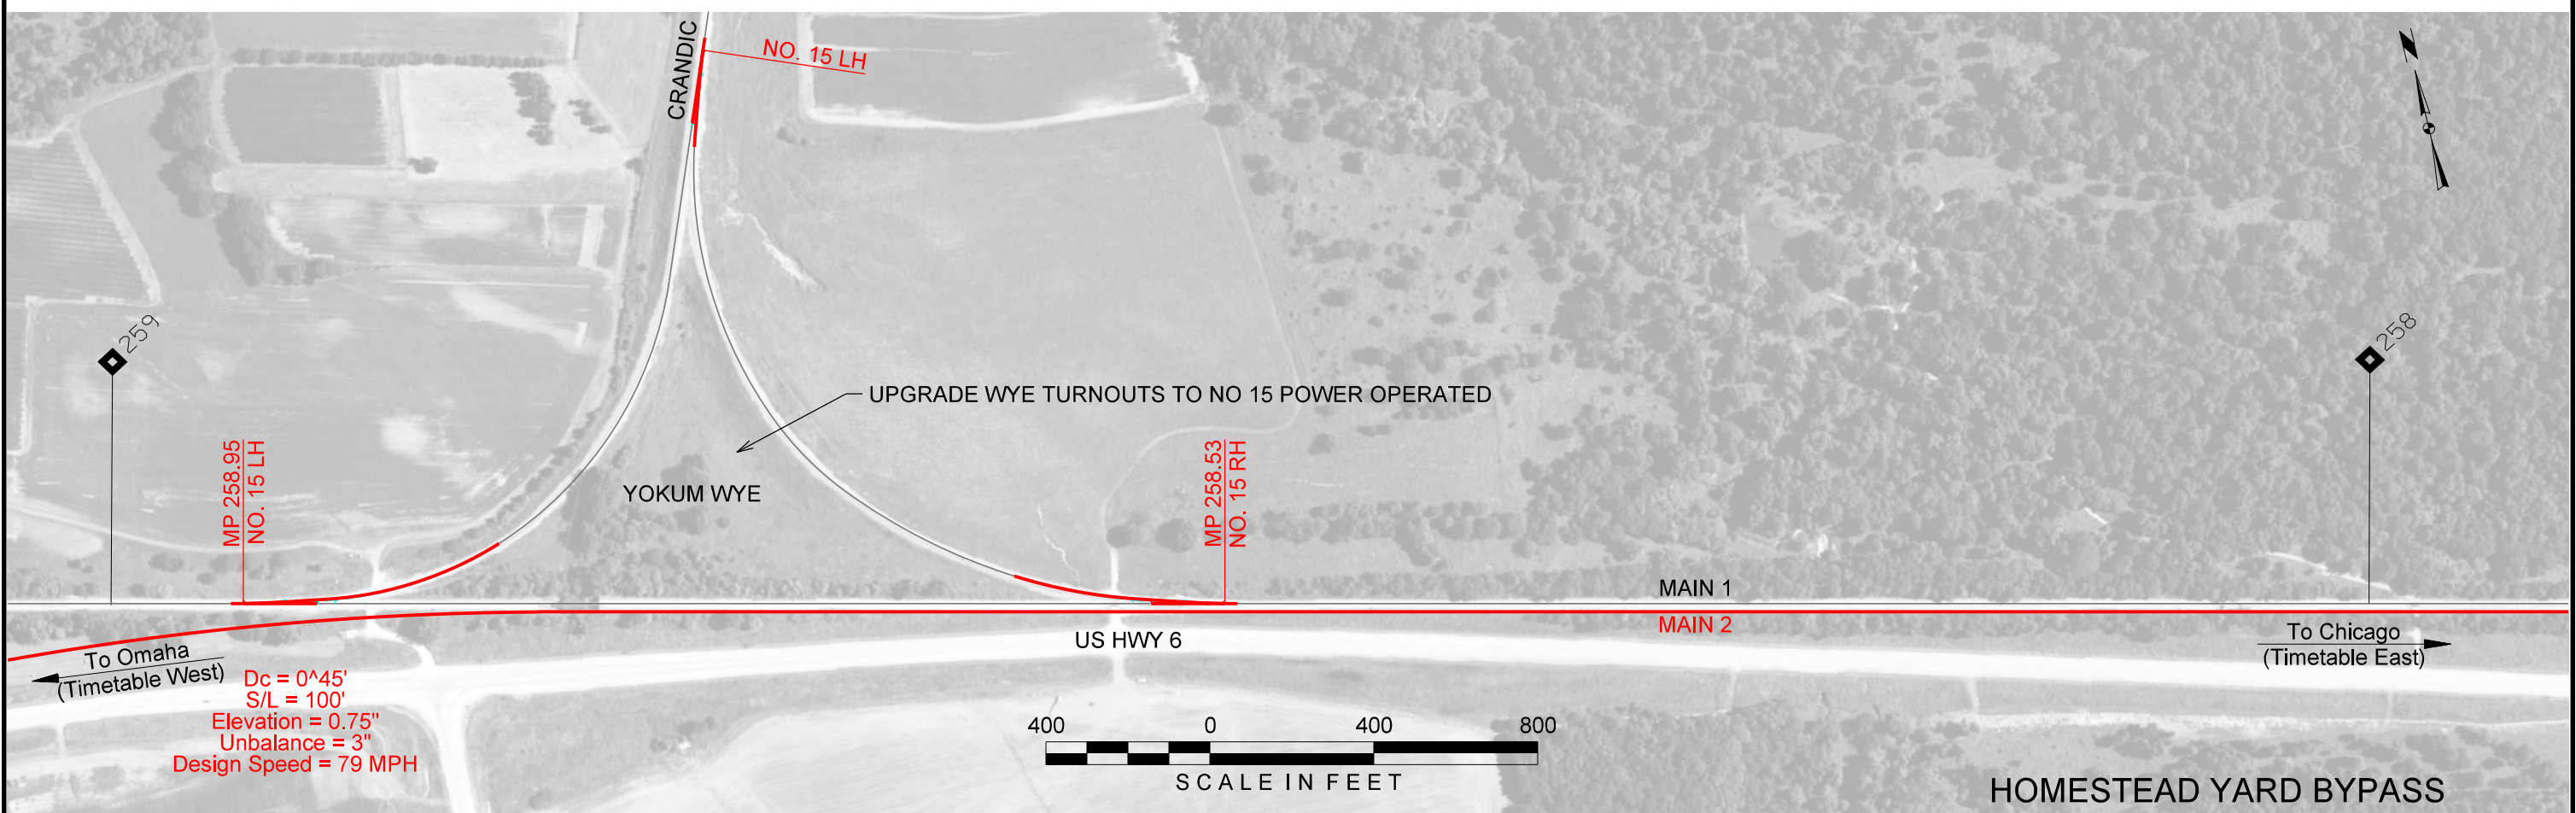 CRANDIC
NO. 15 LH
N
259
258
UPGRADE WYE TURNOUTS TO NO 15 POWER OPERATED
MP 258.95
NO. 15 LH
YOKUM WYE
MP 258.53
NO. 15 RH
MAIN 1
MAIN 2
US HWY 6
To Omaha
(Timetable West)
To Chicago
(Timetable East)
Dc = 0^45'
S/L = 100'
Elevation = 0.75"
Unbalance = 3"
Design Speed = 79 MPH
400 0 400 800
SCALE IN FEET
HOMESTEAD YARD BYPASS